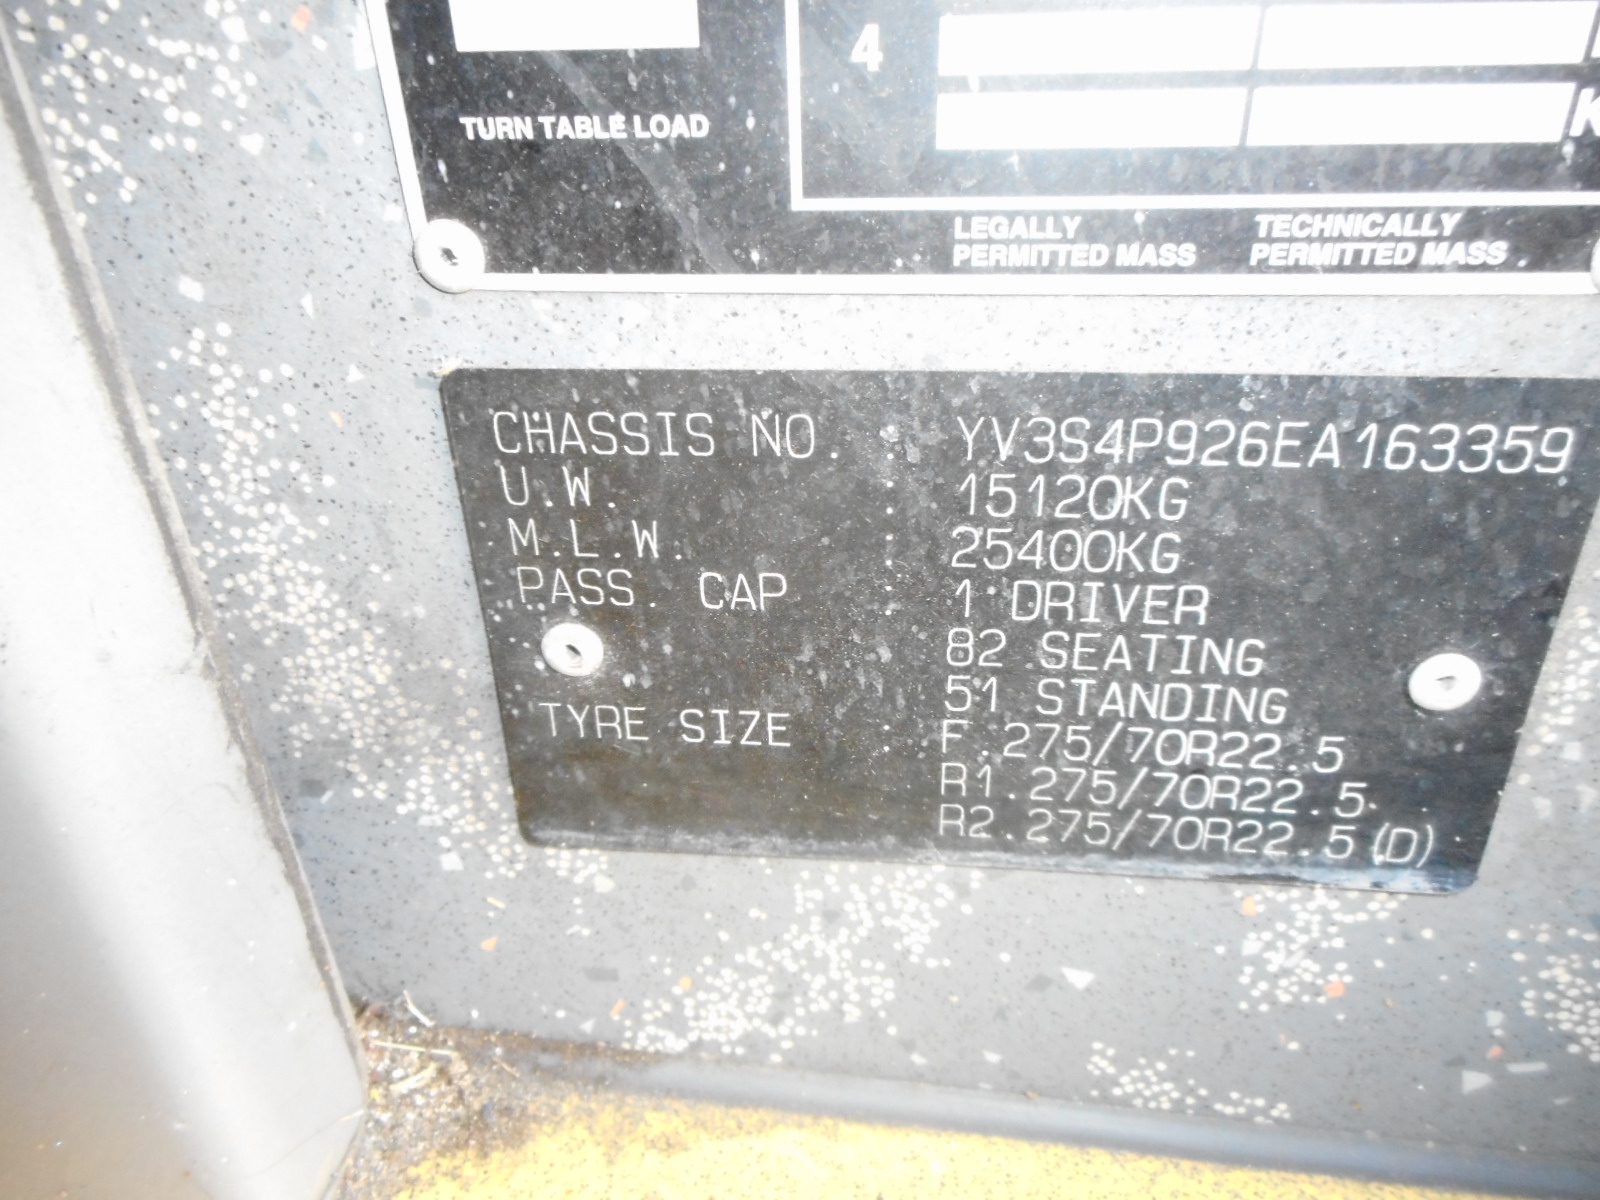 TURN TABLE LOAD
4
LEGALLY
PERMITTED MASS
TECHNICALLY
PERMITTED MASS
CHASSIS NO. : YV3S4P926EA163359
U.W. : 15120KG
M.L.W. : 25400KG
PASS. CAP : 1 DRIVER
82 SEATING
51 STANDING
TYRE SIZE F.275/70R22.5
R1.275/70R22.5
R2.275/70R22.5(D)